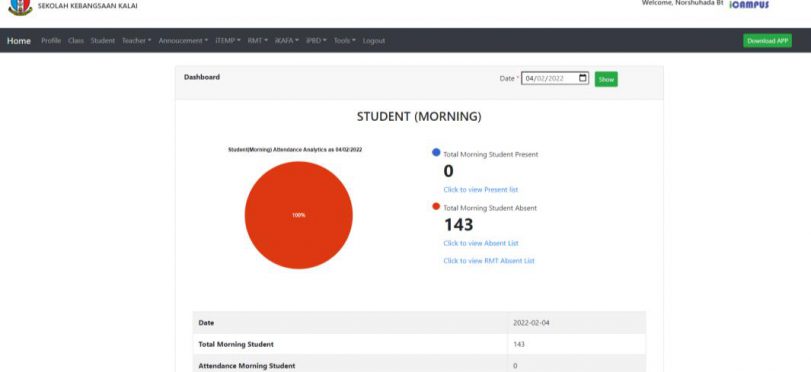 SEKOLAH KEBANGSAAN KALAI
Welcome, Norshuhada Bt iCAMPUS
Home Profile Class Student Teacher Annoucement iTEMP RMT iKAFA iPBD Tools Logout Download APP
Dashboard Date * 04/02/2022 Show
STUDENT (MORNING)
Student(Morning) Attendance Analytics as 04/02/2022
100%
Total Morning Student Present
0
Click to view Present list
Total Morning Student Absent
143
Click to view Absent List
Click to view RMT Absent List
Date 2022-02-04
Total Morning Student 143
Attendance Morning Student 0